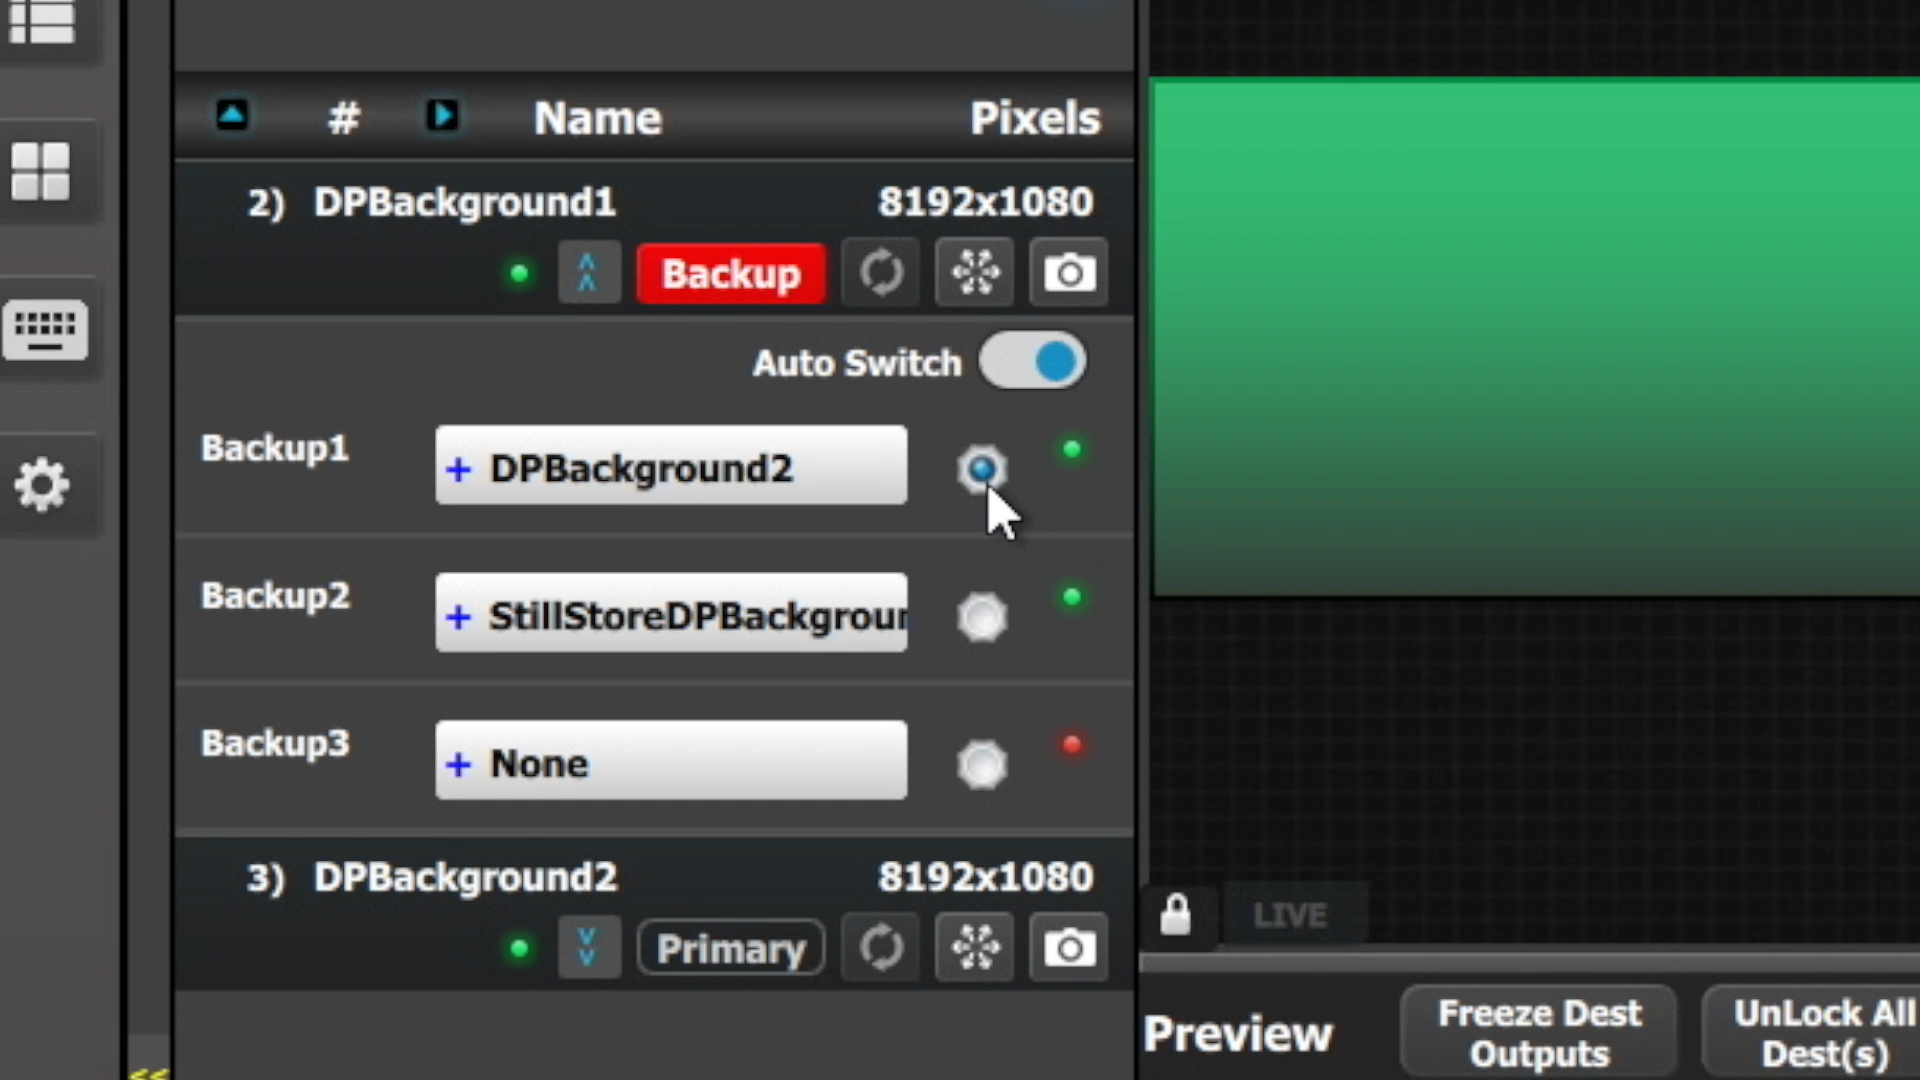 # Name Pixels
2) DPBackground1 8192x1080
Backup
Auto Switch
Backup1 + DPBackground2
Backup2 + StillStoreDPBackgroun
Backup3 + None
3) DPBackground2 8192x1080
Primary
LIVE
Preview
Freeze Dest
Outputs
UnLock All
Dest(s)
<<